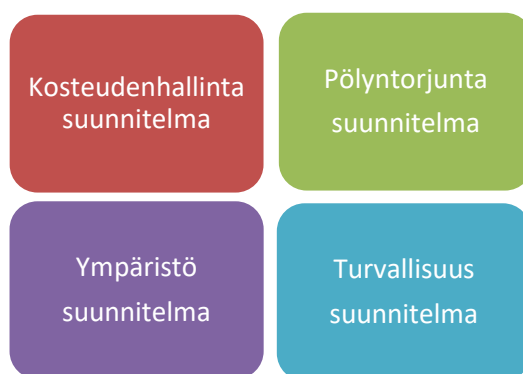 Kosteudenhallinta
suunnitelma
Pölyntorjunta
suunnitelma
Ympäristö
suunnitelma
Turvallisuus
suunnitelma